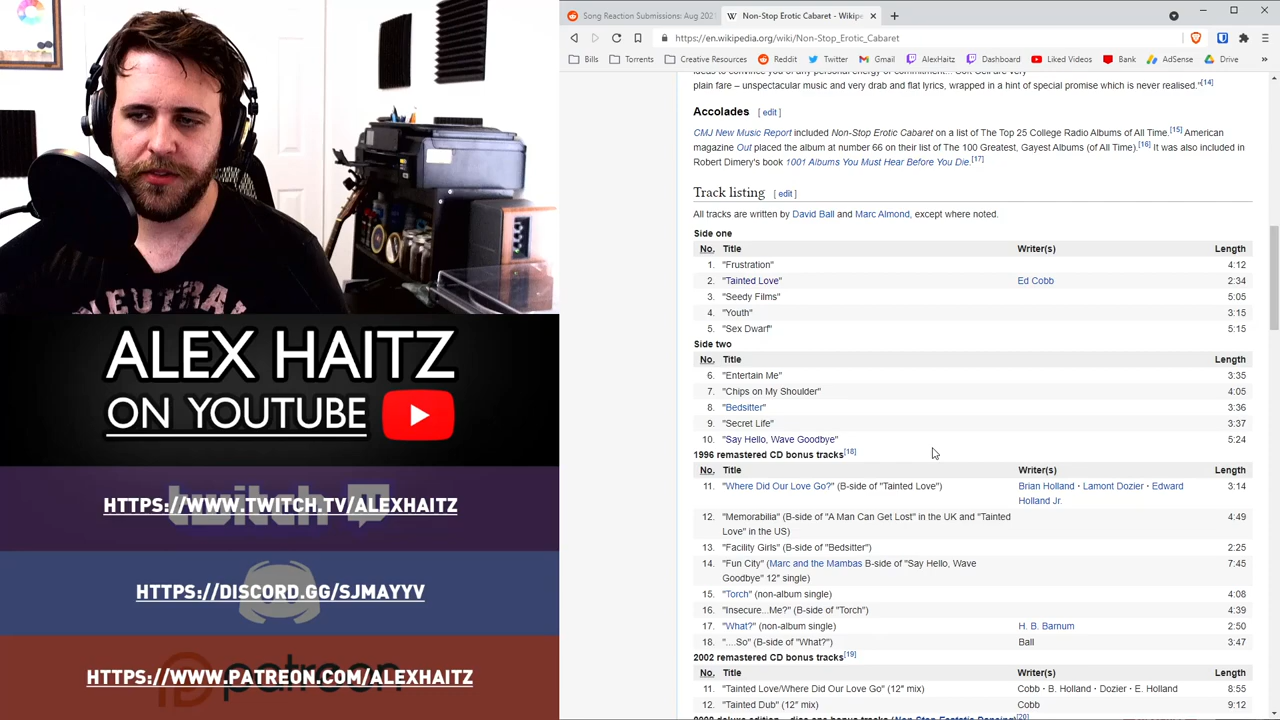 Song Reaction Submissions: Aug 202
Non-Stop Erotic Cabaret - Wikipe
https://en.wikipedia.org/wiki/Non-Stop_Erotic_Cabaret
Bills Torrents Creative Resources Reddit Twitter Gmail AlexHaitz Dashboard Liked Videos Bank AdSense Drive
plain fare – unspectacular music and very drab and flat lyrics, wrapped in a hint of special promise which is never realised."[14]
Accolades [ edit ]
CMJ New Music Report included Non-Stop Erotic Cabaret in a list of The Top 25 College Radio Albums of All Time.[15] American
magazine Out placed the album at number 66 on their list of The 100 Greatest, Gayest Albums (of All Time).[16] It was also included in
Robert Dimery's book 1001 Albums You Must Hear Before You Die.[17]
Track listing [ edit ]
All tracks are written by David Ball and Marc Almond, except where noted.
Side one
No. Title Writer(s) Length
1. "Frustration" 4:12
2. "Tainted Love" Ed Cobb 2:34
3. "Seedy Films" 5:05
4. "Youth" 3:15
5. "Sex Dwarf" 5:15
Side two
No. Title Length
6. "Entertain Me" 3:35
7. "Chips on My Shoulder" 4:05
8. "Bedsitter" 3:36
9. "Secret Life" 3:37
10. "Say Hello, Wave Goodbye" 5:24
1996 remastered CD bonus tracks[18]
No. Title Writer(s) Length
11. "Where Did Our Love Go?" (B-side of "Tainted Love") Brian Holland · Lamont Dozier · Edward 3:14
Holland Jr.
12. "Memorabilia" (B-side of "A Man Can Get Lost" in the UK and "Tainted 4:49
Love" in the US)
13. "Facility Girls" (B-side of "Bedsitter") 2:25
14. "Fun City" (Marc and the Mambas B-side of "Say Hello, Wave 7:45
Goodbye" 12" single)
15. "Torch" (non-album single) 4:08
16. "Insecure...Me?" (B-side of "Torch") 4:39
17. "What?" (non-album single) H. B. Barnum 2:50
18. "....So" (B-side of "What?") Ball 3:47
2002 remastered CD bonus tracks[19]
No. Title Writer(s) Length
11. "Tainted Love/Where Did Our Love Go" (12" mix) Cobb · B. Holland · Dozier · E. Holland 8:55
12. "Tainted Dub" (12" mix) Cobb 9:12
NEUTRAL
ALEX HAITZ
ON YOUTUBE
twitch
HTTPS://WWW.TWITCH.TV/ALEXHAITZ
HTTPS://DISCORD.GG/SJMAYYV
patreon
HTTPS://WWW.PATREON.COM/ALEXHAITZ